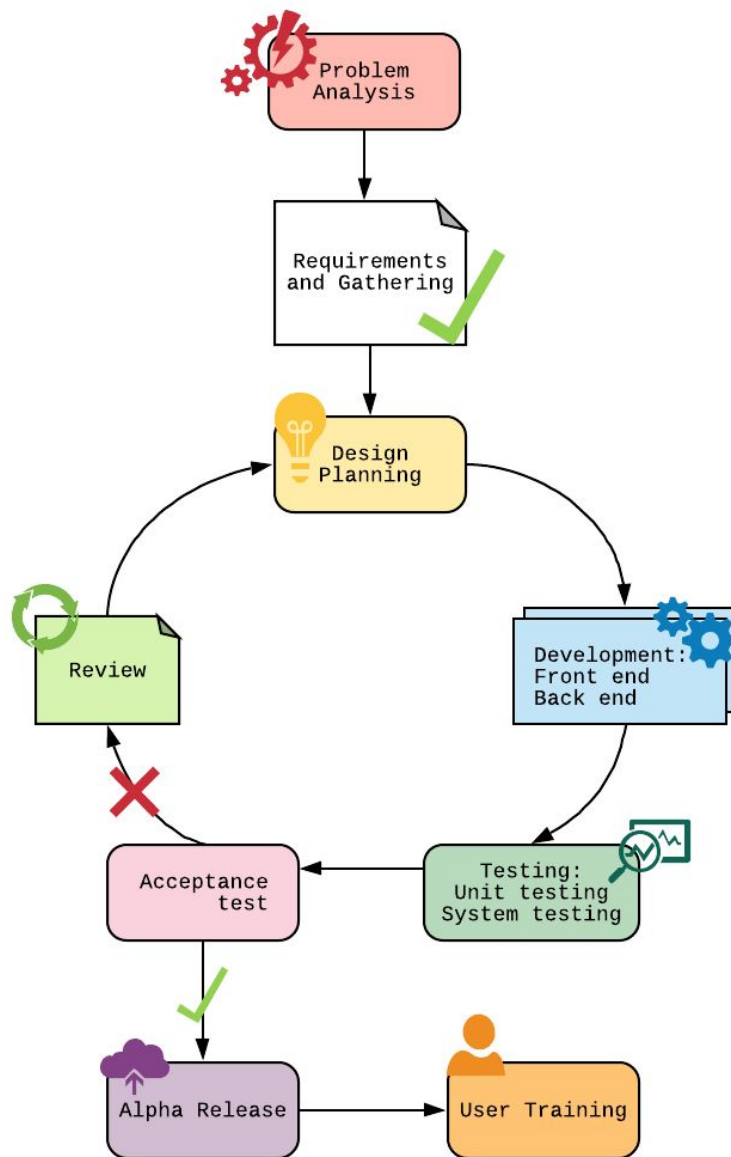 Problem
Analysis
Requirements
and Gathering
Design
Planning
Review
Development:
Front end
Back end
Acceptance
test
Testing:
Unit testing
System testing
Alpha Release
User Training